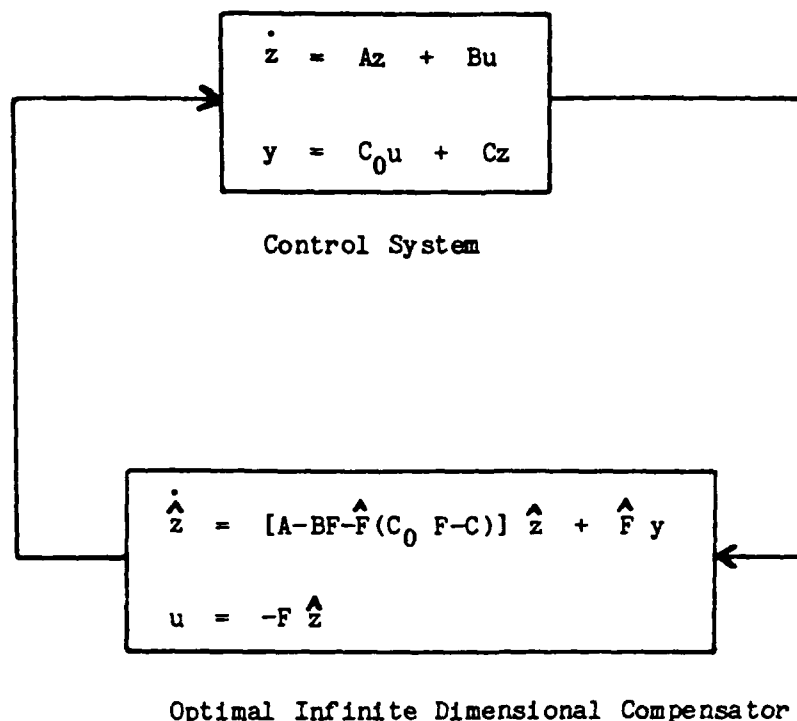 ż = Az + Bu
y = C₀u + Cz
Control System
ẑ̇ = [A-BF-F̂(C₀ F-C)] ẑ + F̂ y
u = -F ẑ
Optimal Infinite Dimensional Compensator